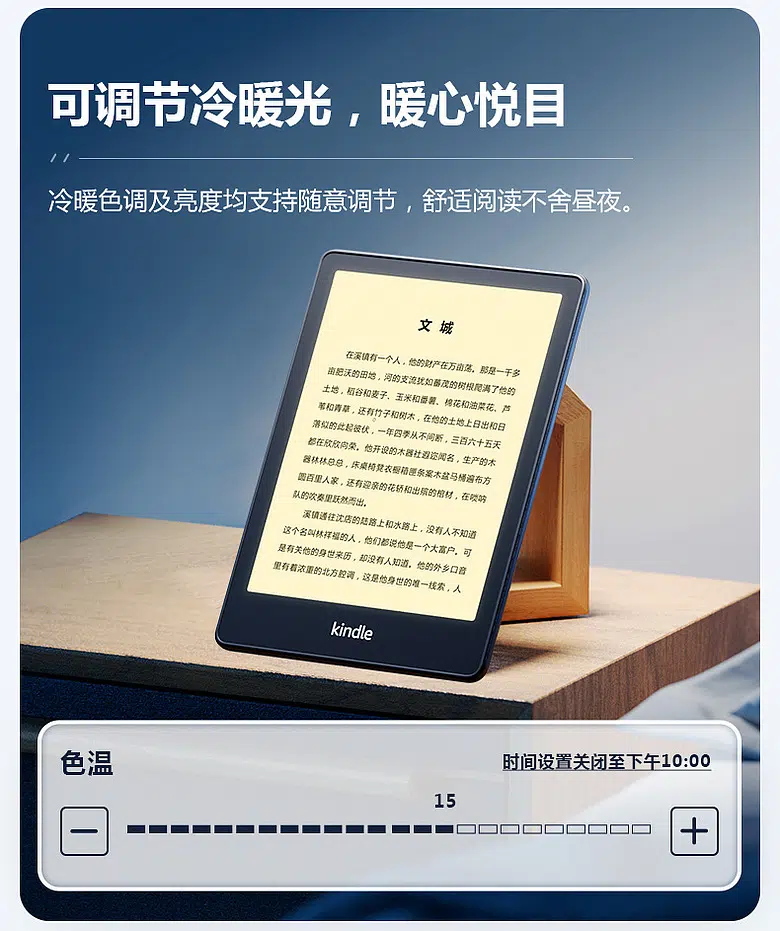 可调节冷暖光，暖心悦目
冷暖色调及亮度均支持随意调节，舒适阅读不舍昼夜。
文 城
在溪镇有一个人，他的财产在万亩荡。那是一千多
亩肥沃的田地，河的支流犹如蕃茂的树根爬满了他的
土地，稻谷和麦子、玉米和番薯、棉花和油菜花、芦
苇和青草，还有竹子和树木，在他的土地上日出和日
落似的此起彼伏，一年四季从不间断，三百六十五天
都在欣欣向荣。他开设的木器社遐迩闻名，生产的木
器林林总总，床桌椅凳衣橱箱匣条案木盆马桶遍布方
圆百里人家，还有迎亲的花轿和出殡的棺材，在唢呐
队的吹奏里跃然而出。
溪镇通往沈店的陆路上和水路上，没有人不知道
这个名叫林祥福的人，他们都说他是一个大富户。可
是有关他的身世来历，却没有人知道。他的外乡口音
里有着浓重的北方腔调，这是他身世的唯一线索，人
kindle
色温
时间设置关闭至下午10:00
15